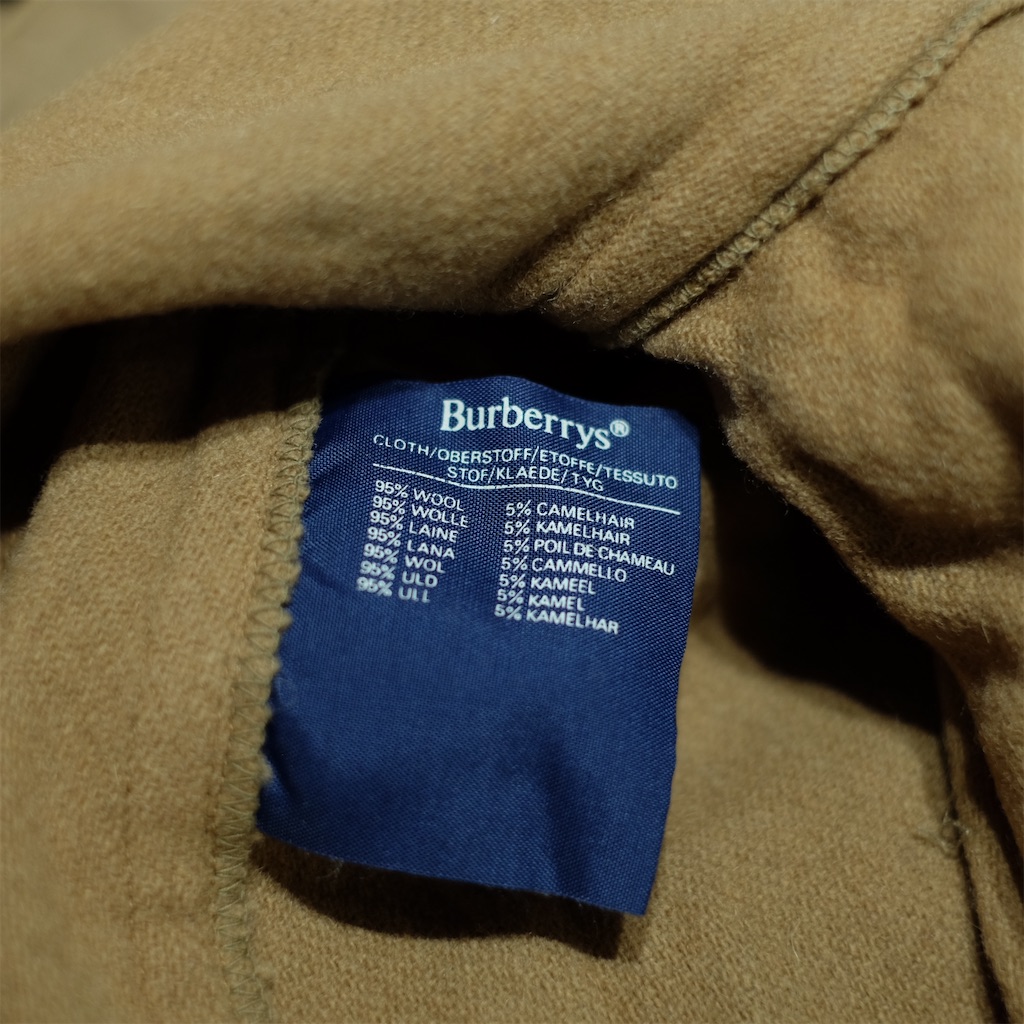 Burberrys®
CLOTH/OBERSTOFF/ETOFFE/TESSUTO
STOF/KLAEDE/TYG
95% WOOL 5% CAMELHAIR
95% WOLLE 5% KAMELHAIR
95% LAINE 5% POIL DE CHAMEAU
95% LANA 5% CAMMELLO
95% WOL 5% KAMEEL
95% ULD 5% KAMEL
95% ULL 5% KAMELHAR